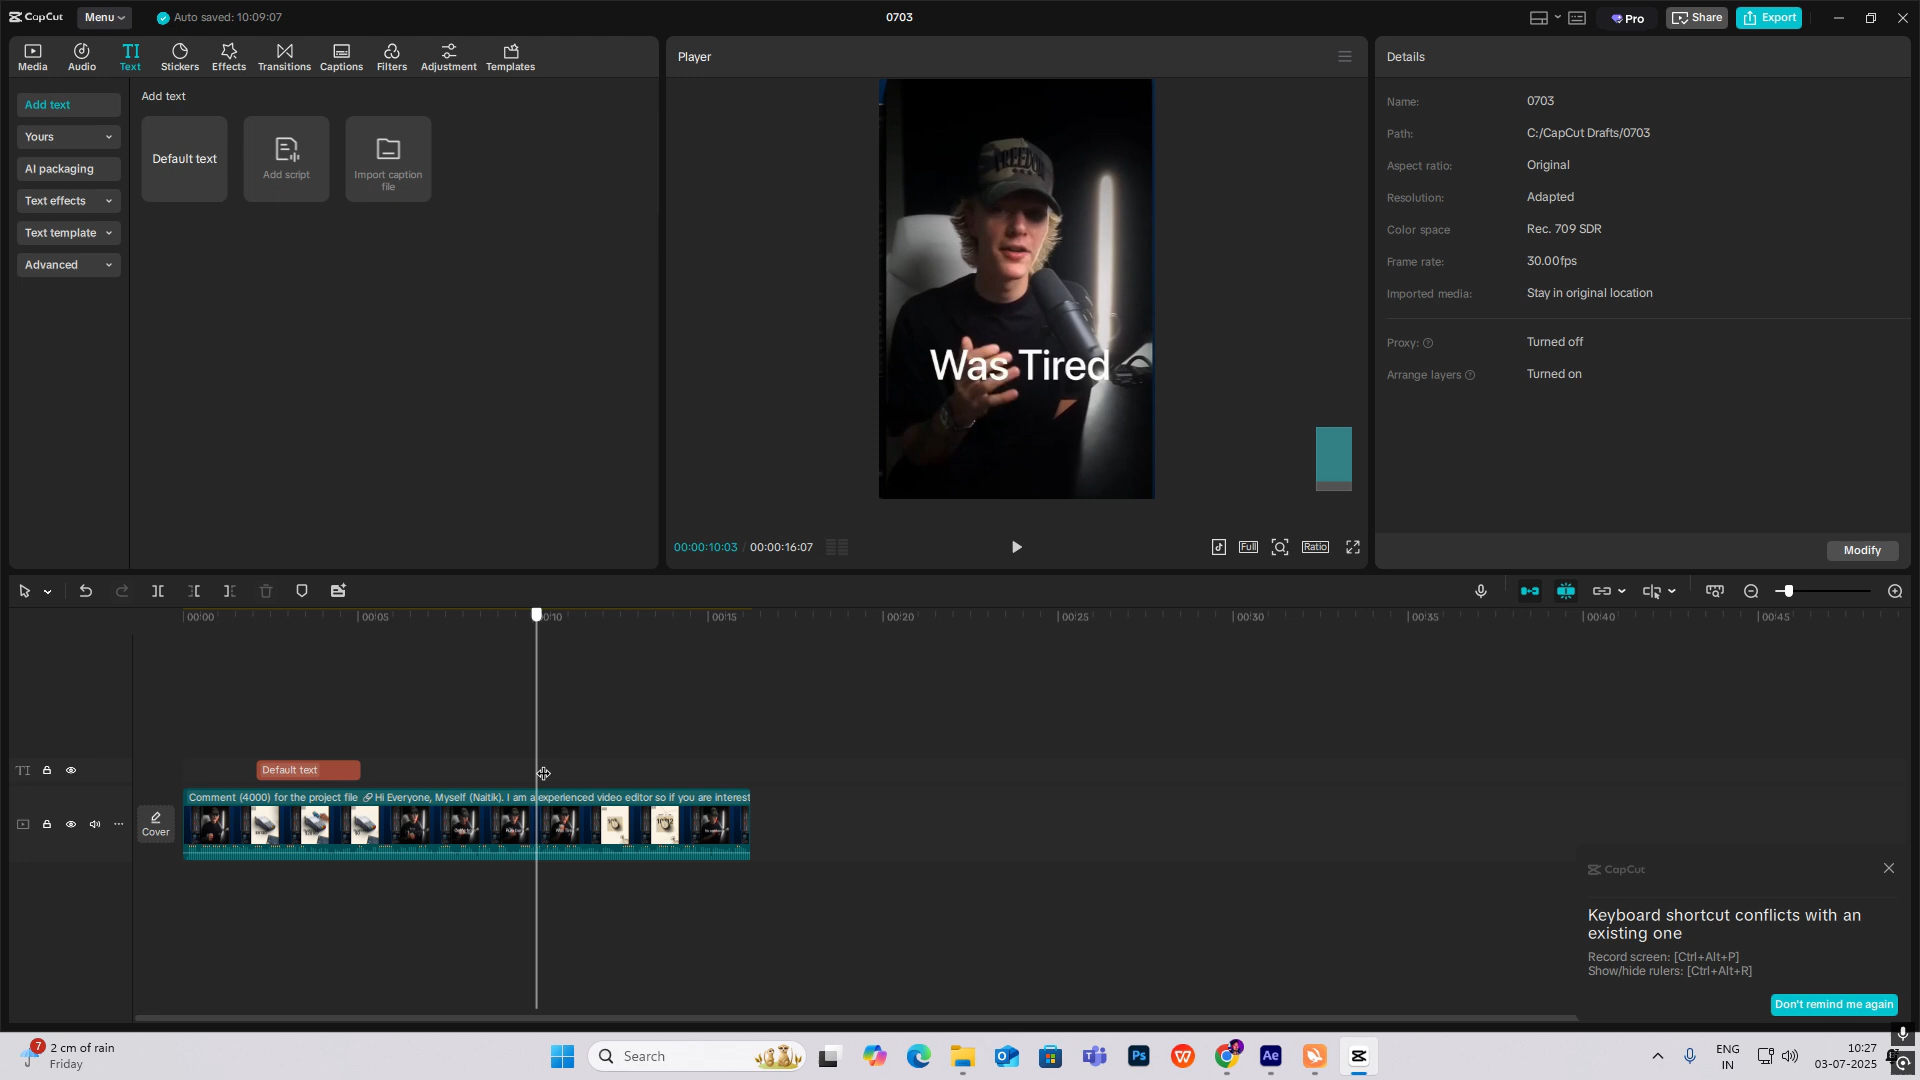 CapCut
Menu
Auto saved: 10:09:07
0703
Pro
Share
Export
Media
Audio
TI
Text
Stickers
Effects
Transitions
Captions
Filters
Adjustment
Templates
Player
Details
Add text
Yours
AI packaging
Text effects
Text template
Advanced
Add text
Default text
Add script
Import caption
file
FREEDOM
Was Tired
00:00:10:03 / 00:00:16:07
Full
Ratio
Name: 0703
Path: C:/CapCut Drafts/0703
Aspect ratio: Original
Resolution: Adapted
Color space Rec. 709 SDR
Frame rate: 30.00fps
Imported media: Stay in original location
Proxy: Turned off
Arrange layers Turned on
Modify
00:00
00:05
00:10
00:15
00:20
00:25
00:30
00:35
00:40
00:45
TI
Default text
Cover
Comment (4000) for the project file 🔗Hi Everyone, Myself (Naitik). I am a experienced video editor so if you are interest
CapCut
Keyboard shortcut conflicts with an
existing one
Record screen: [Ctrl+Alt+P]
Show/hide rulers: [Ctrl+Alt+R]
Don't remind me again
7
2 cm of rain
Friday
Search
Ps
W
Ae
ENG
IN
10:27
03-07-2025